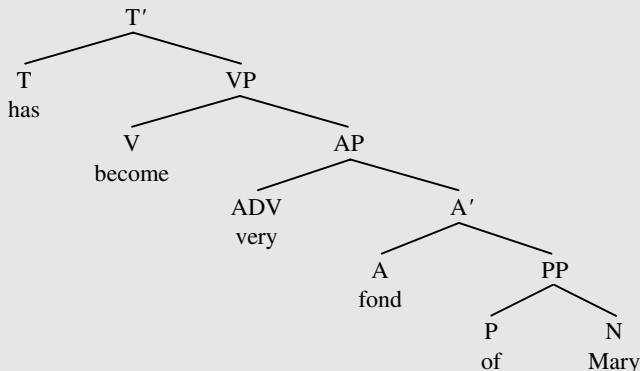 T′
T VP
has
V AP
become
ADV A′
very
A PP
fond
P N
of Mary